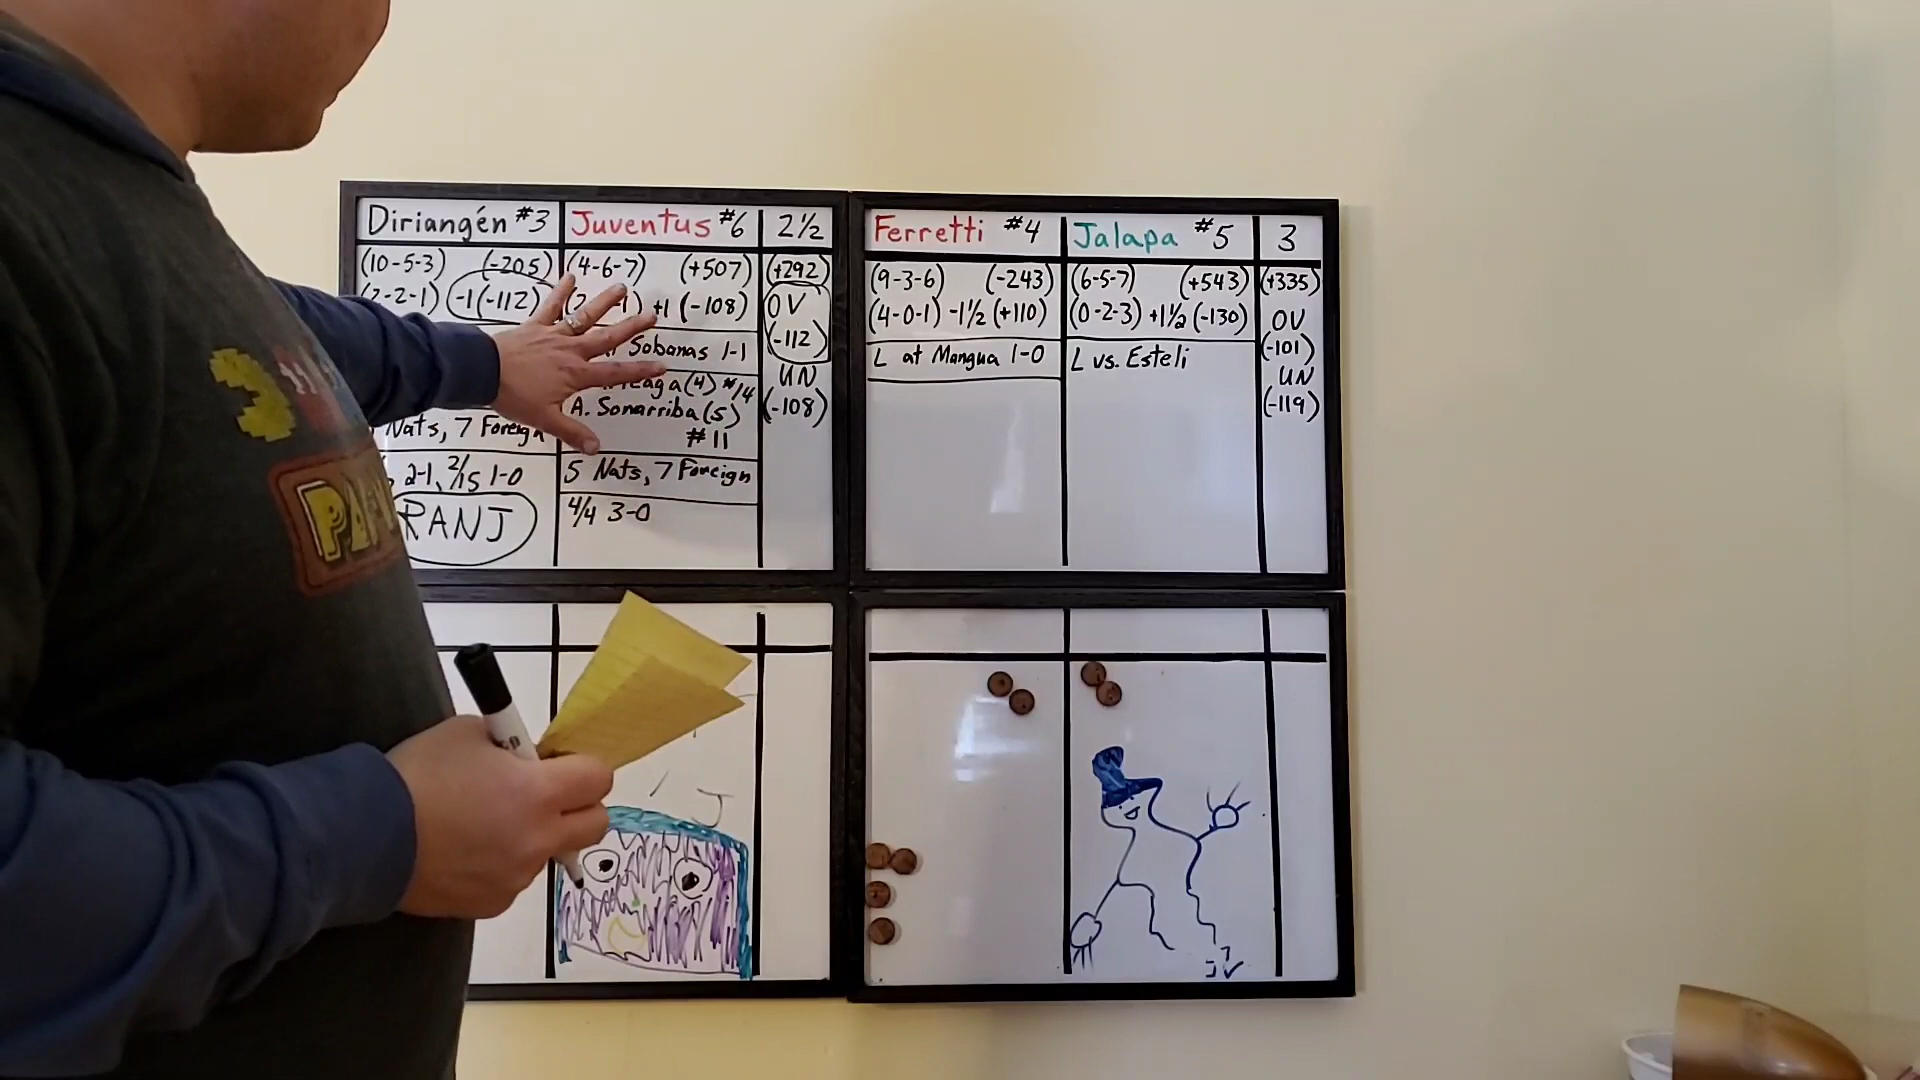 Diriangén #3
(10-5-3) (-205)
(2-2-1) -1 (-112)
Nats, 7 Foreign
2-1, 2/15 1-0
RANJ
Juventus #6
(4-6-7) (+507)
+1 (-108)
Sabanas 1-1
(4) #14
A. Sonarriba (5)
#11
5 Nats, 7 Foreign
4/4 3-0
2½
(+292)
OV
(-112)
UN
(-108)
Ferretti #4
(9-3-6) (-243)
(4-0-1) -1½ (+110)
L at Mangua 1-0
Jalapa #5
(6-5-7) (+543)
(0-2-3) +1½ (-130)
L vs. Esteli
3
(+335)
OV
(-101)
UN
(-119)